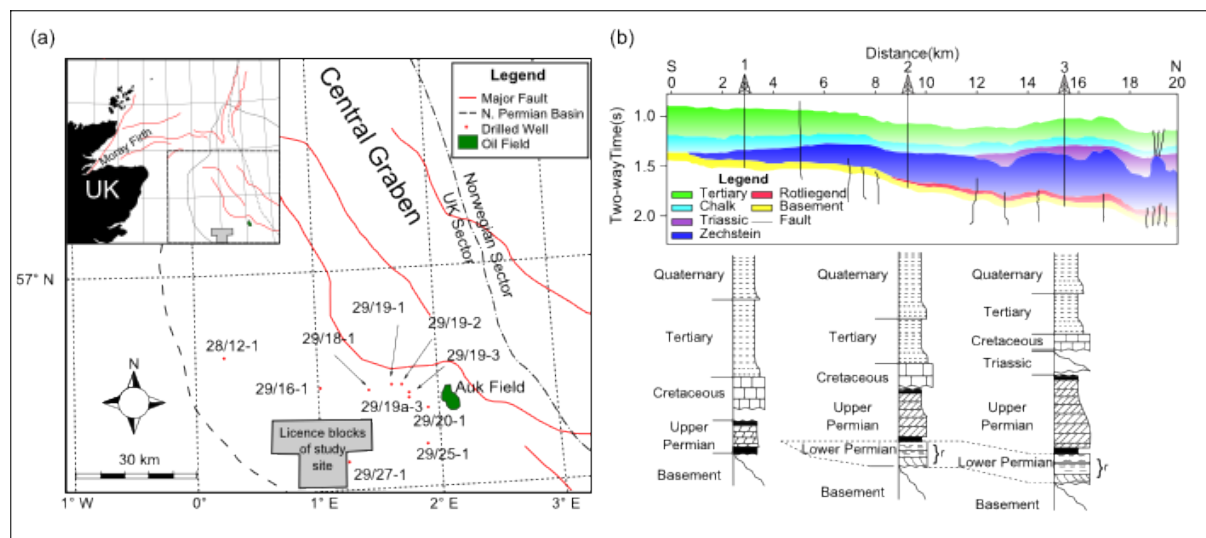 (a)
Moray Firth
UK
Central Graben
Norwegian Sector
UK Sector
Legend
Major Fault
N. Permian Basin
Drilled Well
Oil Field
57° N
28/12-1
29/16-1
29/18-1
29/19-1
29/19-2
29/19-3
29/19a-3
Auk Field
29/20-1
29/25-1
29/27-1
Licence blocks
of study
site
N
30 km
1° W
0°
1° E
2° E
3° E
(b)
Distance(km)
S
N
1
2
3
0
2
4
6
8
10
12
14
16
18
20
Two-wayTime(s)
1.0
1.5
2.0
Legend
Tertiary
Rotliegend
Chalk
Basement
Triassic
Fault
Zechstein
Quaternary
Tertiary
Cretaceous
Upper
Permian
Basement
Quaternary
Tertiary
Cretaceous
Upper
Permian
Lower Permian
r
Basement
Quaternary
Tertiary
Cretaceous
Triassic
Upper
Permian
Lower Permian
r
Basement